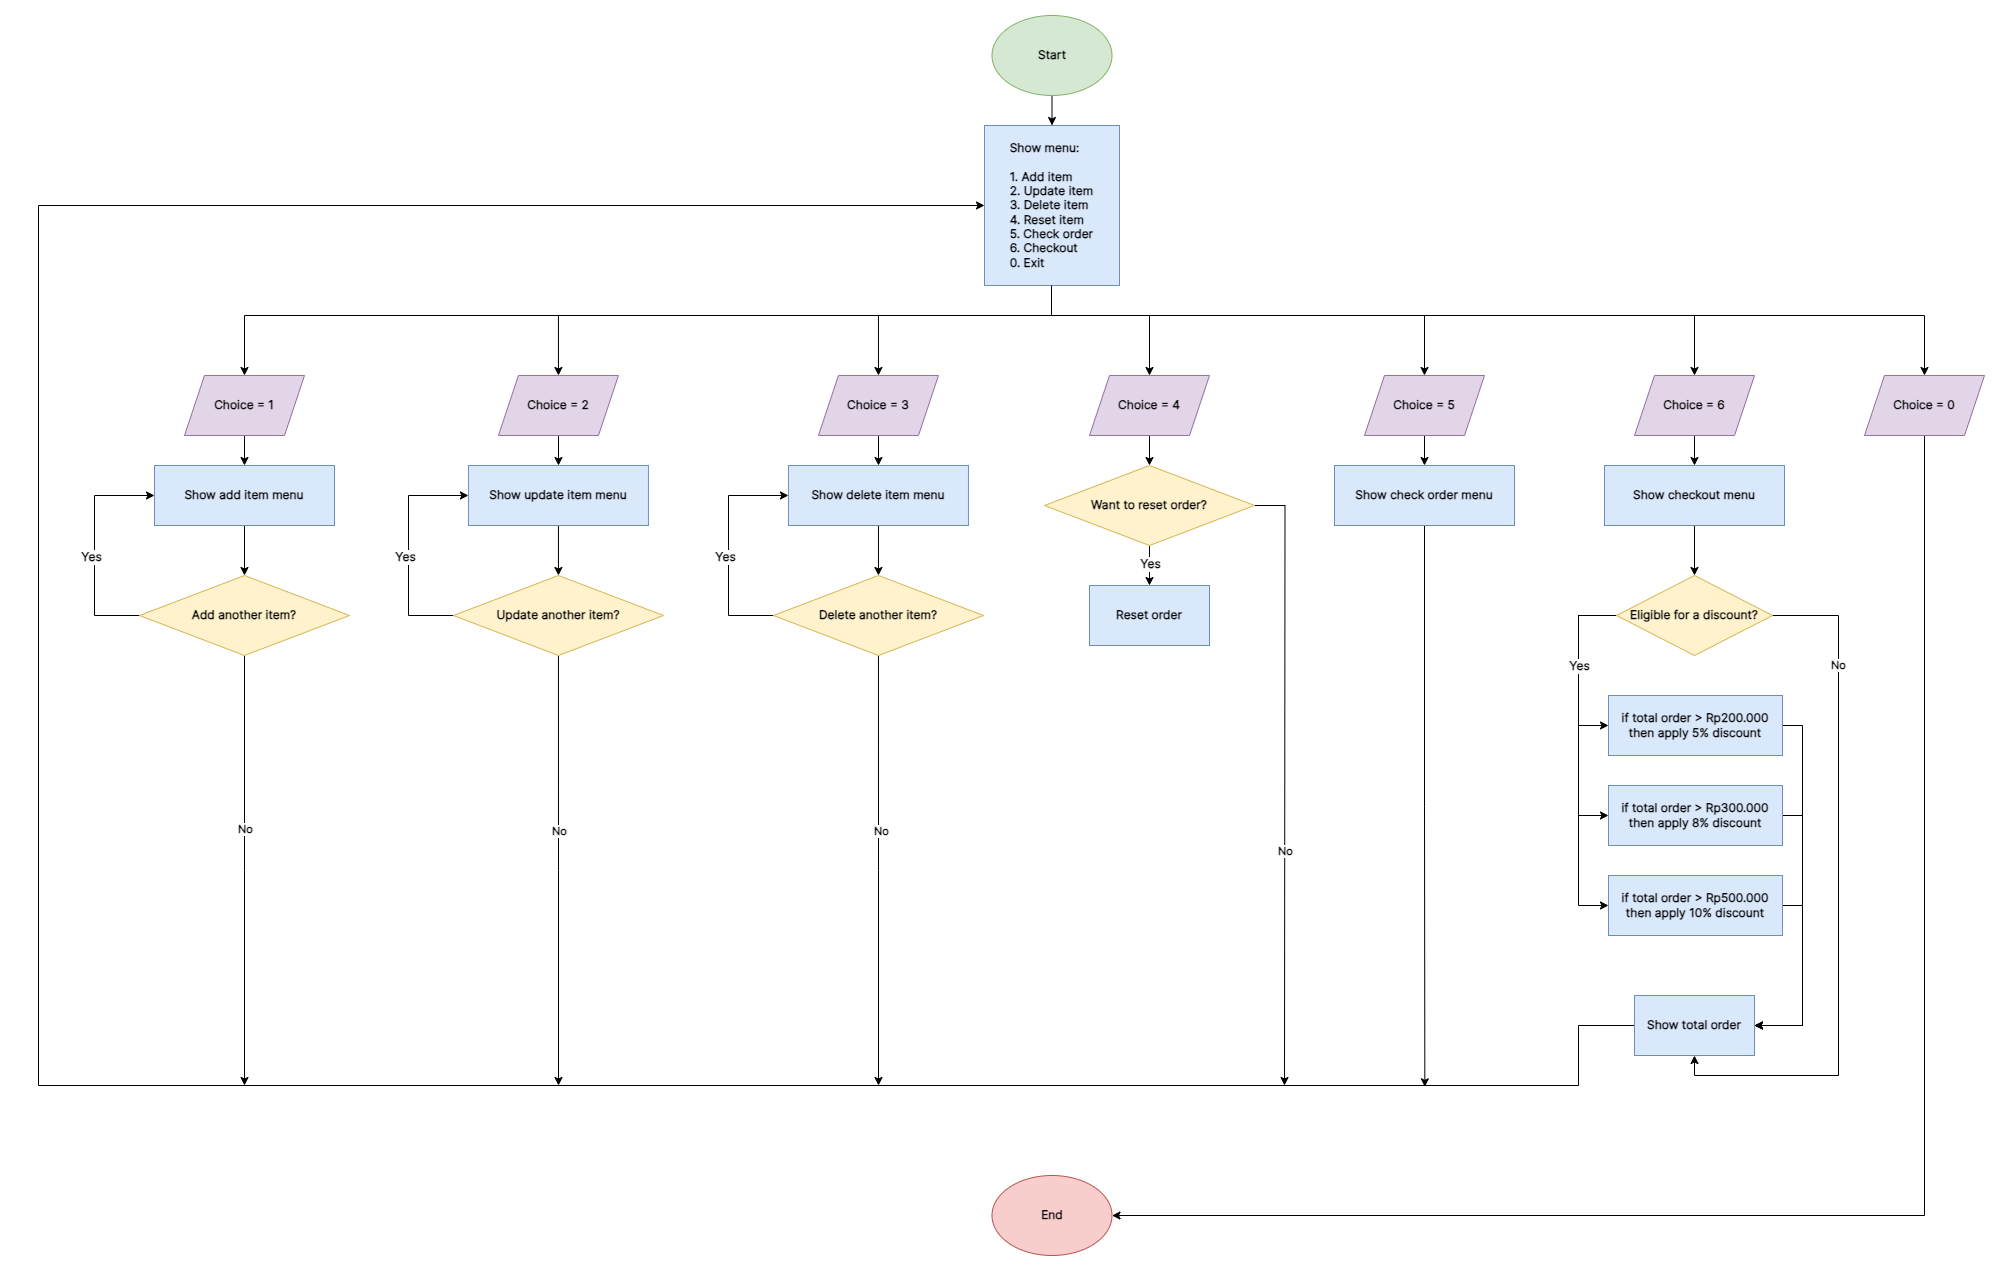 Start
Show menu:
1. Add item
2. Update item
3. Delete item
4. Reset item
5. Check order
6. Checkout
0. Exit
Choice = 1
Choice = 2
Choice = 3
Choice = 4
Choice = 5
Choice = 6
Choice = 0
Show add item menu
Show update item menu
Show delete item menu
Want to reset order?
Show check order menu
Show checkout menu
Yes
Yes
Yes
Yes
Add another item?
Update another item?
Delete another item?
Reset order
Eligible for a discount?
Yes
No
if total order > Rp200.000
then apply 5% discount
if total order > Rp300.000
then apply 8% discount
No
No
No
No
if total order > Rp500.000
then apply 10% discount
Show total order
End